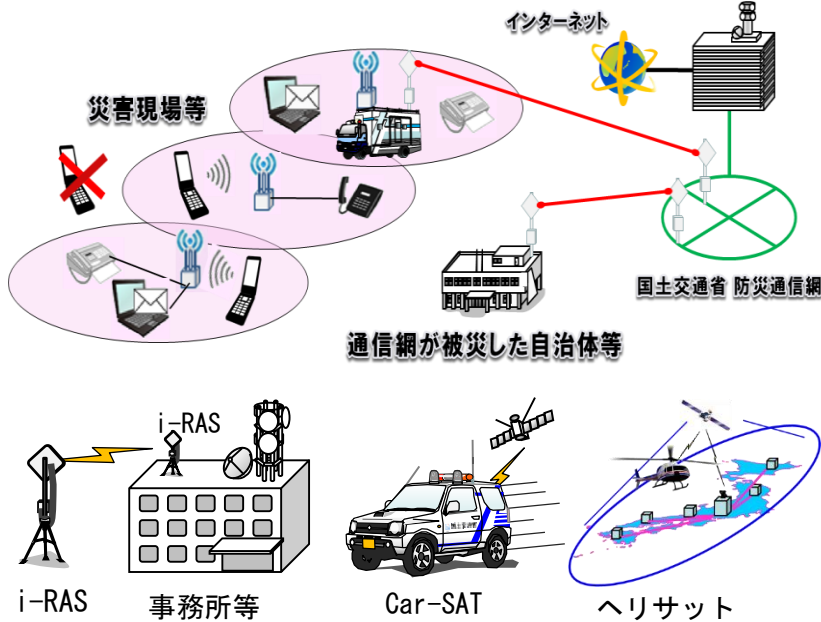 インターネット
災害現場等
国土交通省 防災通信網
通信網が被災した自治体等
i-RAS
i-RAS
事務所等
Car-SAT
ヘリサット